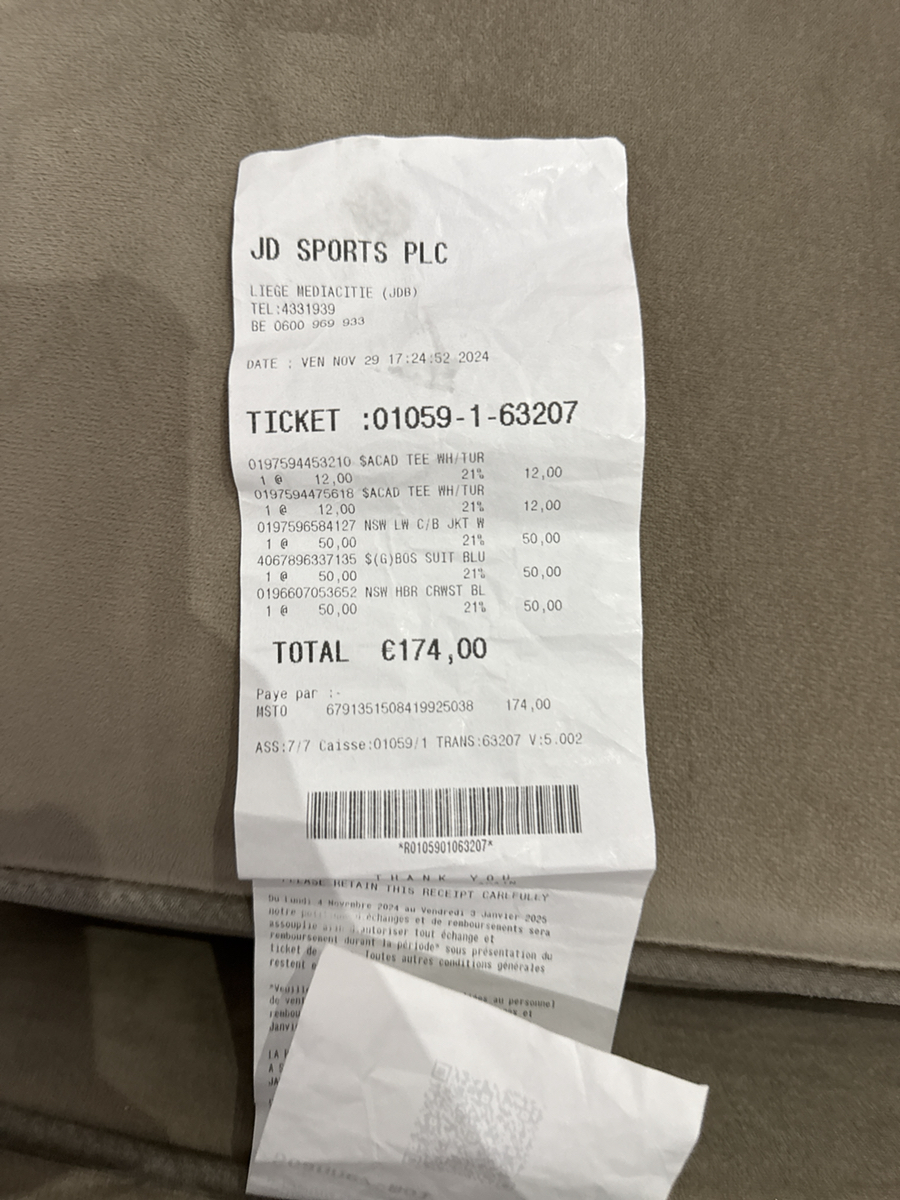 JD SPORTS PLC
LIEGE MEDIACITIE (JDB)
TEL:4331939
BE 0600 969 933
DATE : VEN NOV 29 17:24:52 2024
TICKET :01059-1-63207
0197594453210 $ACAD TEE WH/TUR
1 @ 12,00 21% 12,00
0197594475618 $ACAD TEE WH/TUR
1 @ 12,00 21% 12,00
0197596584127 NSW LW C/B JKT W
1 @ 50,00 21% 50,00
4067896337135 $(G)BOS SUIT BLU
1 @ 50,00 21% 50,00
0196607053652 NSW HBR CRWST BL
1 @ 50,00 21% 50,00
TOTAL €174,00
Paye par :-
MSTO 6791351508419925038 174,00
ASS:7/7 Caisse:01059/1 TRANS:63207 V:5.002
*R0105901063207*
T H A N K Y O U
PLEASE RETAIN THIS RECEIPT CAREFULLY
Du Lundi 4 Novembre 2024 au Vendredi 3 Janvier 2025
notre échanges et de remboursements sera
assouplie autoriser tout échange et
remboursement durant la période* sous présentation du
ticket de Toutes autres conditions générales
restent
au personnel
de
et
LA
A